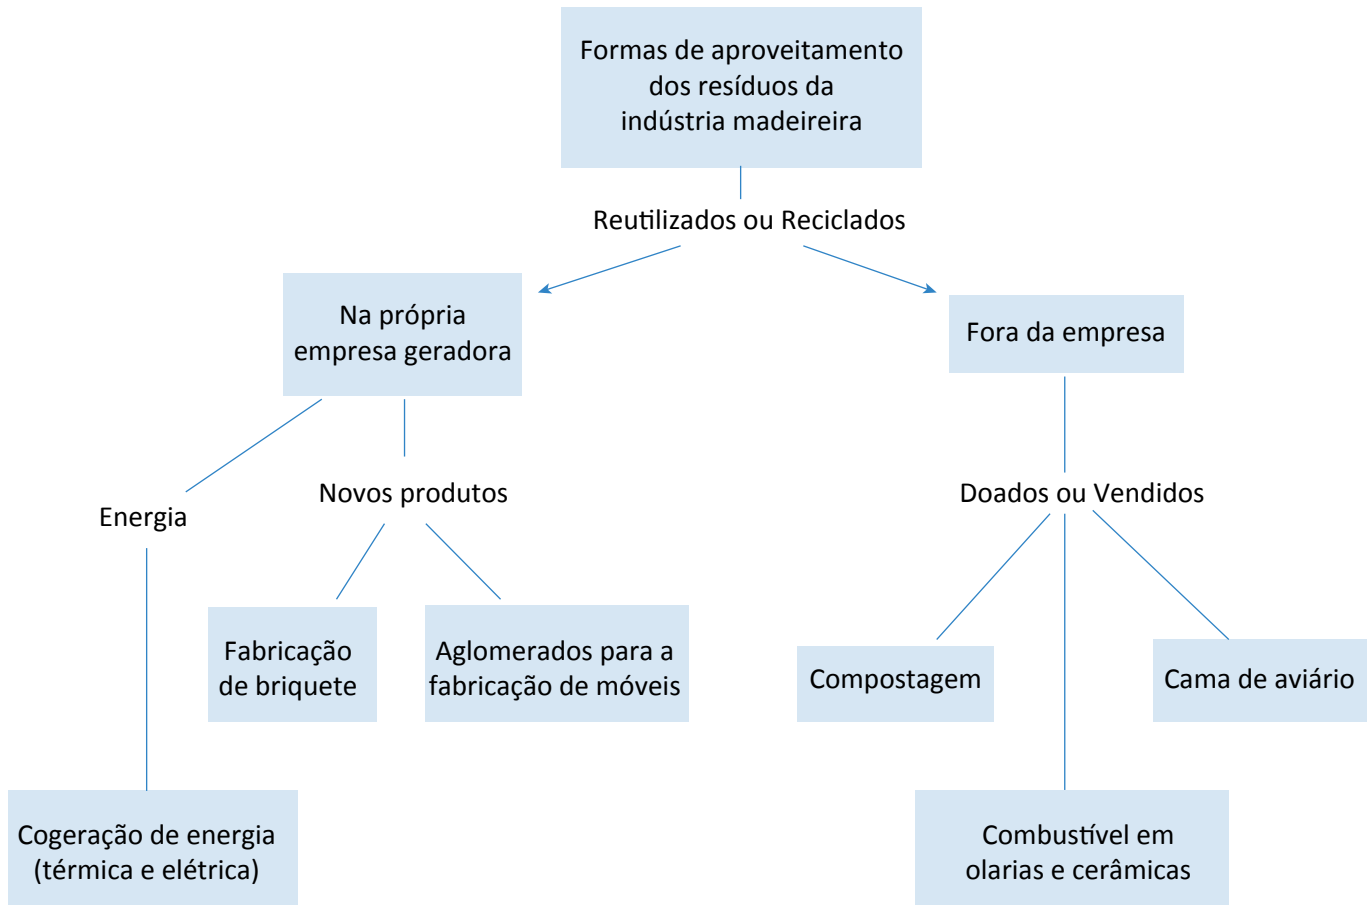 Formas de aproveitamento
dos resíduos da
indústria madeireira
Reutilizados ou Reciclados
Na própria
empresa geradora
Fora da empresa
Energia
Novos produtos
Doados ou Vendidos
Fabricação
de briquete
Aglomerados para a
fabricação de móveis
Compostagem
Cama de aviário
Cogeração de energia
(térmica e elétrica)
Combustível em
olarias e cerâmicas